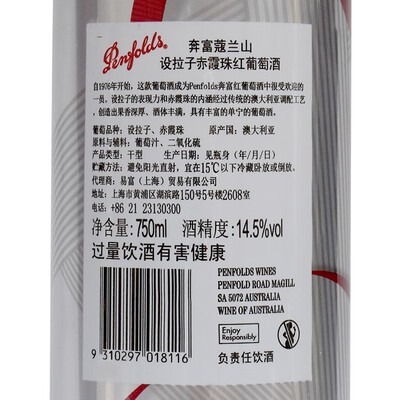 Penfolds
奔富蔻兰山
设拉子赤霞珠红葡萄酒
自1976年开始，这款葡萄酒成为Penfolds奔富红葡萄酒中很受欢迎的
一员，设拉子的表现力和赤霞珠的内涵经过传统的澳大利亚调配工艺
，创造出果香深厚、酒体丰满，具有丰富的单宁的葡萄酒。
葡萄品种：设拉子、赤霞珠 原产国：澳大利亚
原料与辅料：葡萄汁、二氧化硫
产品类型：干型 生产日期：见瓶身（年/月/日）
贮藏方法：避免阳光直射，宜在15℃以下冷藏卧放或倒放。
代理商：易富（上海）贸易有限公司
地址：上海市黄浦区湖滨路150号5号楼2608室
电话：+86 21 23130300
净含量：750ml 酒精度：14.5%vol
过量饮酒有害健康
PENFOLDS WINES
PENFOLD ROAD MAGILL
SA 5072 AUSTRALIA
WINE OF AUSTRALIA
Enjoy
Responsibly
9 310297 018116
负责任饮酒